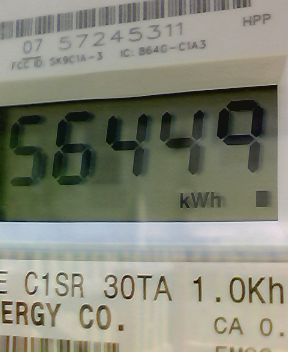 HPP
07 57245311
FCC ID: SK9C1A-3 IC: 864G-C1A3
56449
kWh
E C1SR 30TA 1.0Kh
ERGY CO.
CA 0.